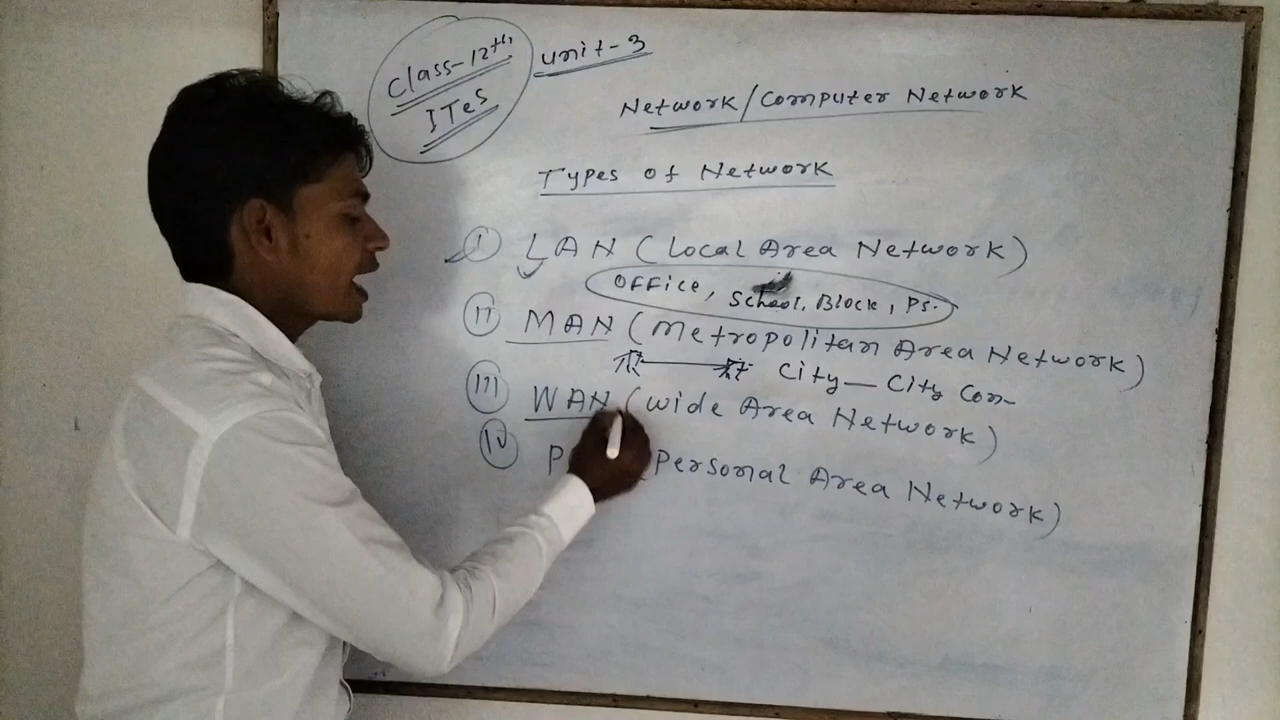 Class-12th unit-3
ITes
Network/Computer Network
Types of Network
(I) LAN (Local Area Network)
OFFice, School, Block, Ps.
(II) MAN (Metropolitan Area Network)
City — City Com
(III) WAN (Wide Area Network)
(IV) P (Personal Area Network)